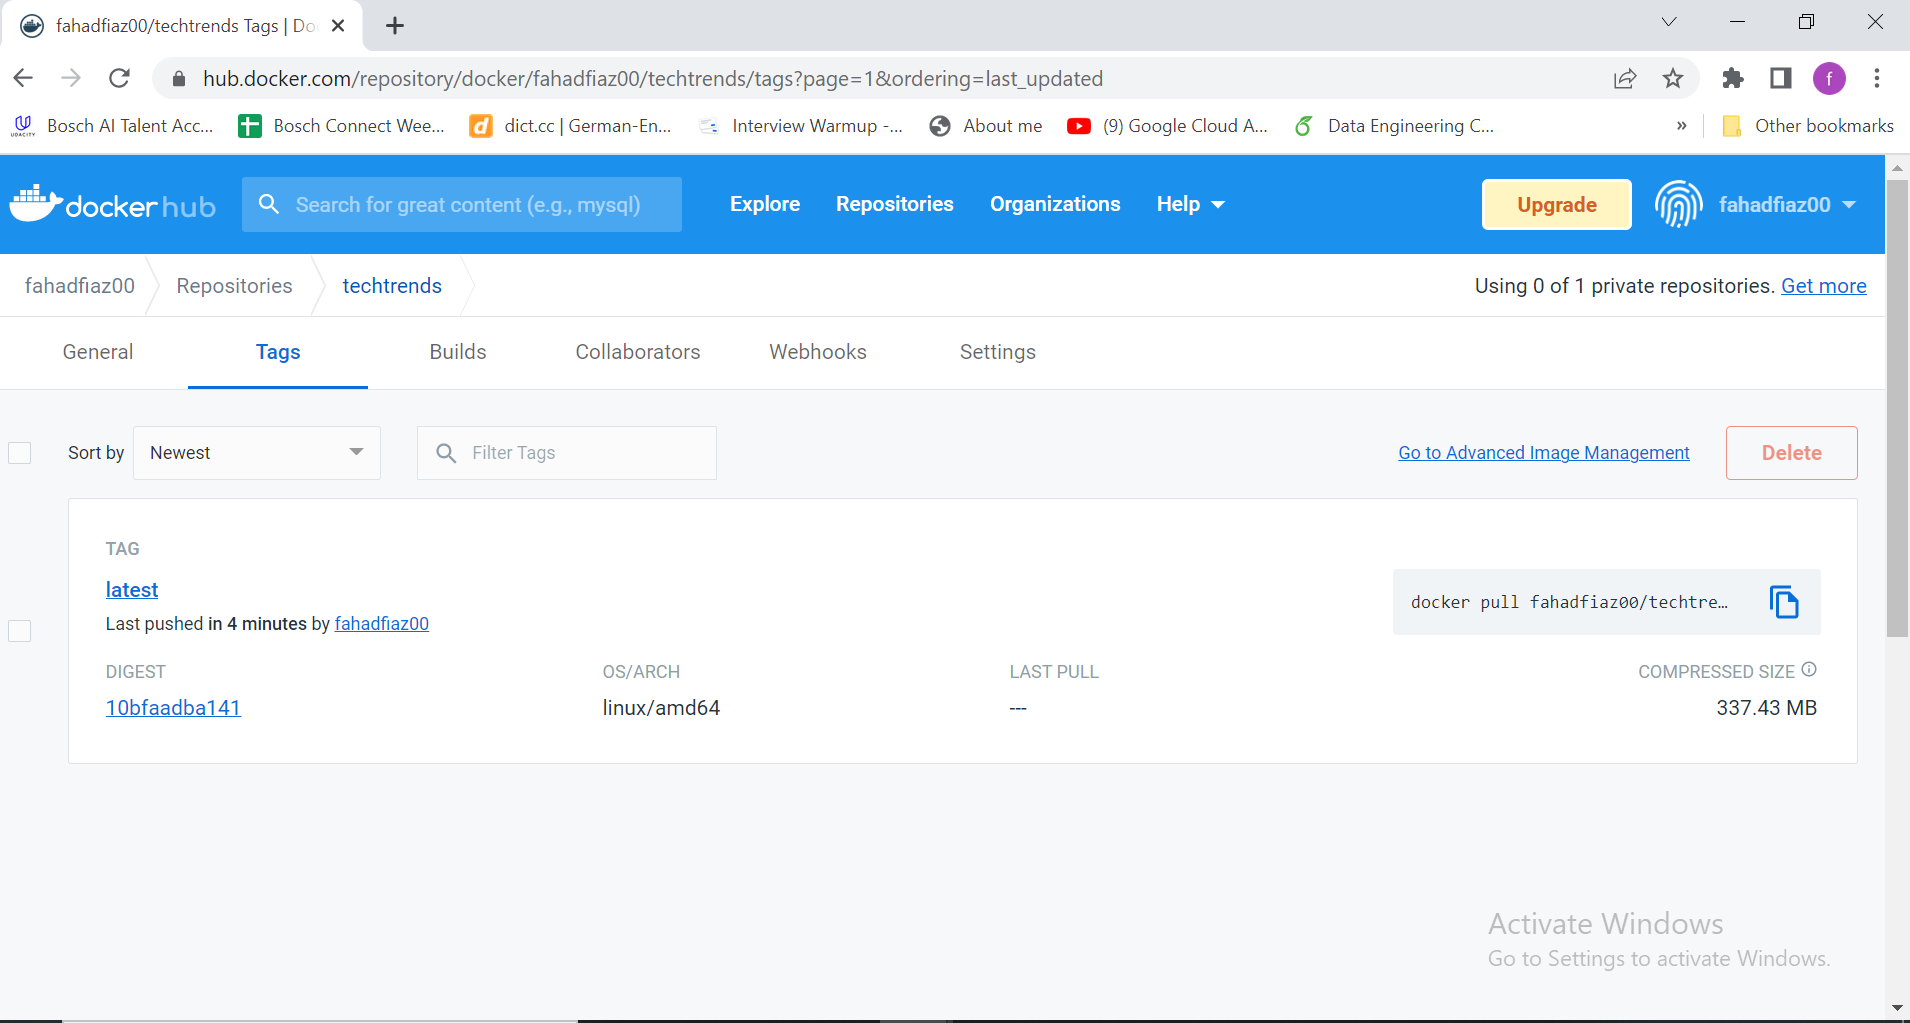 fahadfiaz00/techtrends Tags | Do
hub.docker.com/repository/docker/fahadfiaz00/techtrends/tags?page=1&ordering=last_updated
f
UDACITY
Bosch AI Talent Acc...
Bosch Connect Wee...
d
dict.cc | German-En...
Interview Warmup -...
About me
(9) Google Cloud A...
Data Engineering C...
»
Other bookmarks
docker hub
Search for great content (e.g., mysql)
Explore
Repositories
Organizations
Help
Upgrade
fahadfiaz00
fahadfiaz00
Repositories
techtrends
Using 0 of 1 private repositories. Get more
General
Tags
Builds
Collaborators
Webhooks
Settings
Sort by
Newest
Filter Tags
Go to Advanced Image Management
Delete
TAG
latest
Last pushed in 4 minutes by fahadfiaz00
docker pull fahadfiaz00/techtre…
DIGEST
OS/ARCH
LAST PULL
COMPRESSED SIZE
10bfaadba141
linux/amd64
---
337.43 MB
Activate Windows
Go to Settings to activate Windows.